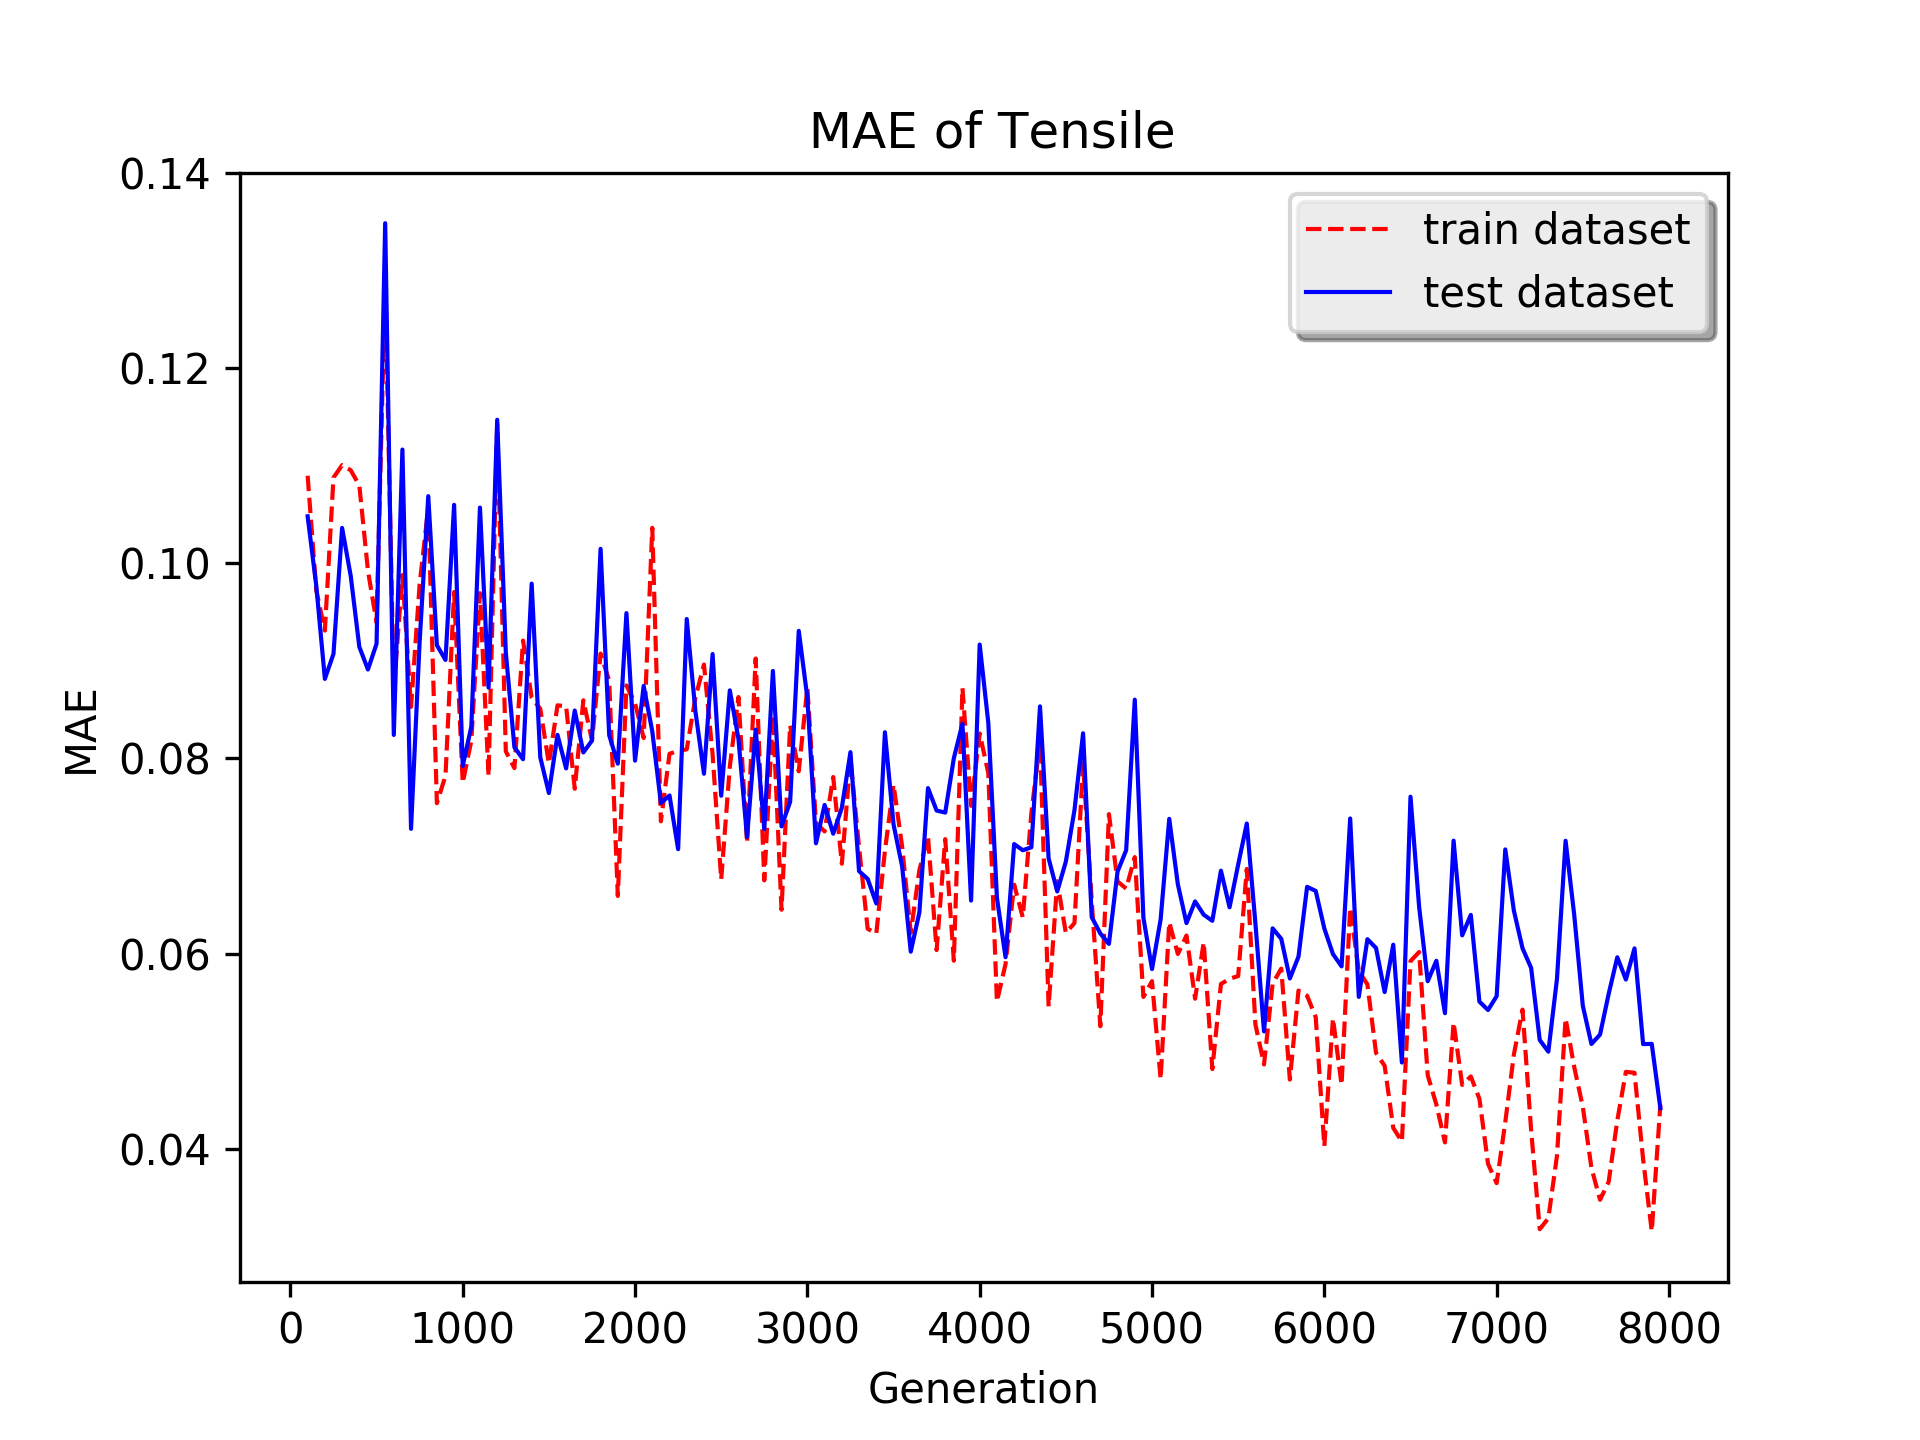 MAE of Tensile
train dataset
test dataset
0.14
0.12
0.10
0.08
0.06
0.04
MAE
0 1000 2000 3000 4000 5000 6000 7000 8000
Generation